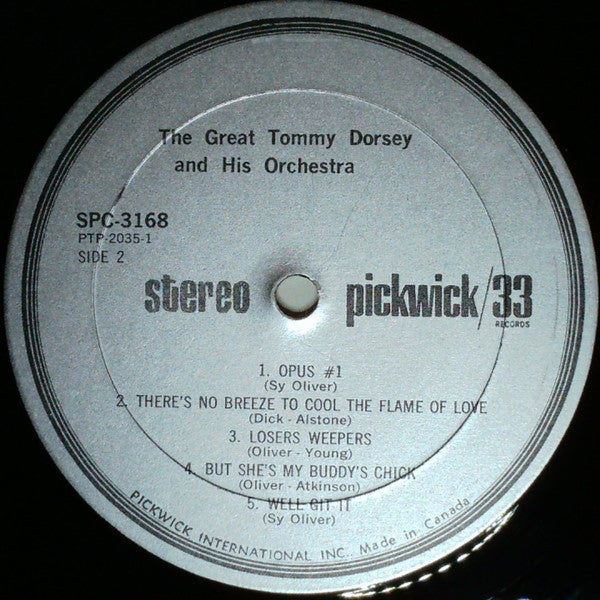 The Great Tommy Dorsey
and His Orchestra
SPC-3168
PTP-2035-1
SIDE 2
stereo pickwick/33
RECORDS
1. OPUS #1
(Sy Oliver)
2. THERE'S NO BREEZE TO COOL THE FLAME OF LOVE
(Dick - Alstone)
3. LOSERS WEEPERS
(Oliver - Young)
4. BUT SHE'S MY BUDDY'S CHICK
(Oliver - Atkinson)
5. WELL GIT IT
(Sy Oliver)
PICKWICK INTERNATIONAL INC. Made in Canada